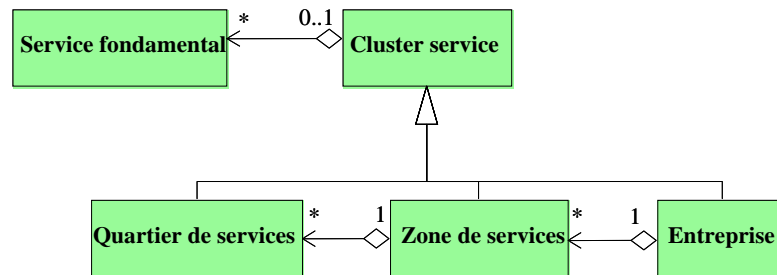 * 0..1
Service fondamental Cluster service
* 1 * 1
Quartier de services Zone de services Entreprise